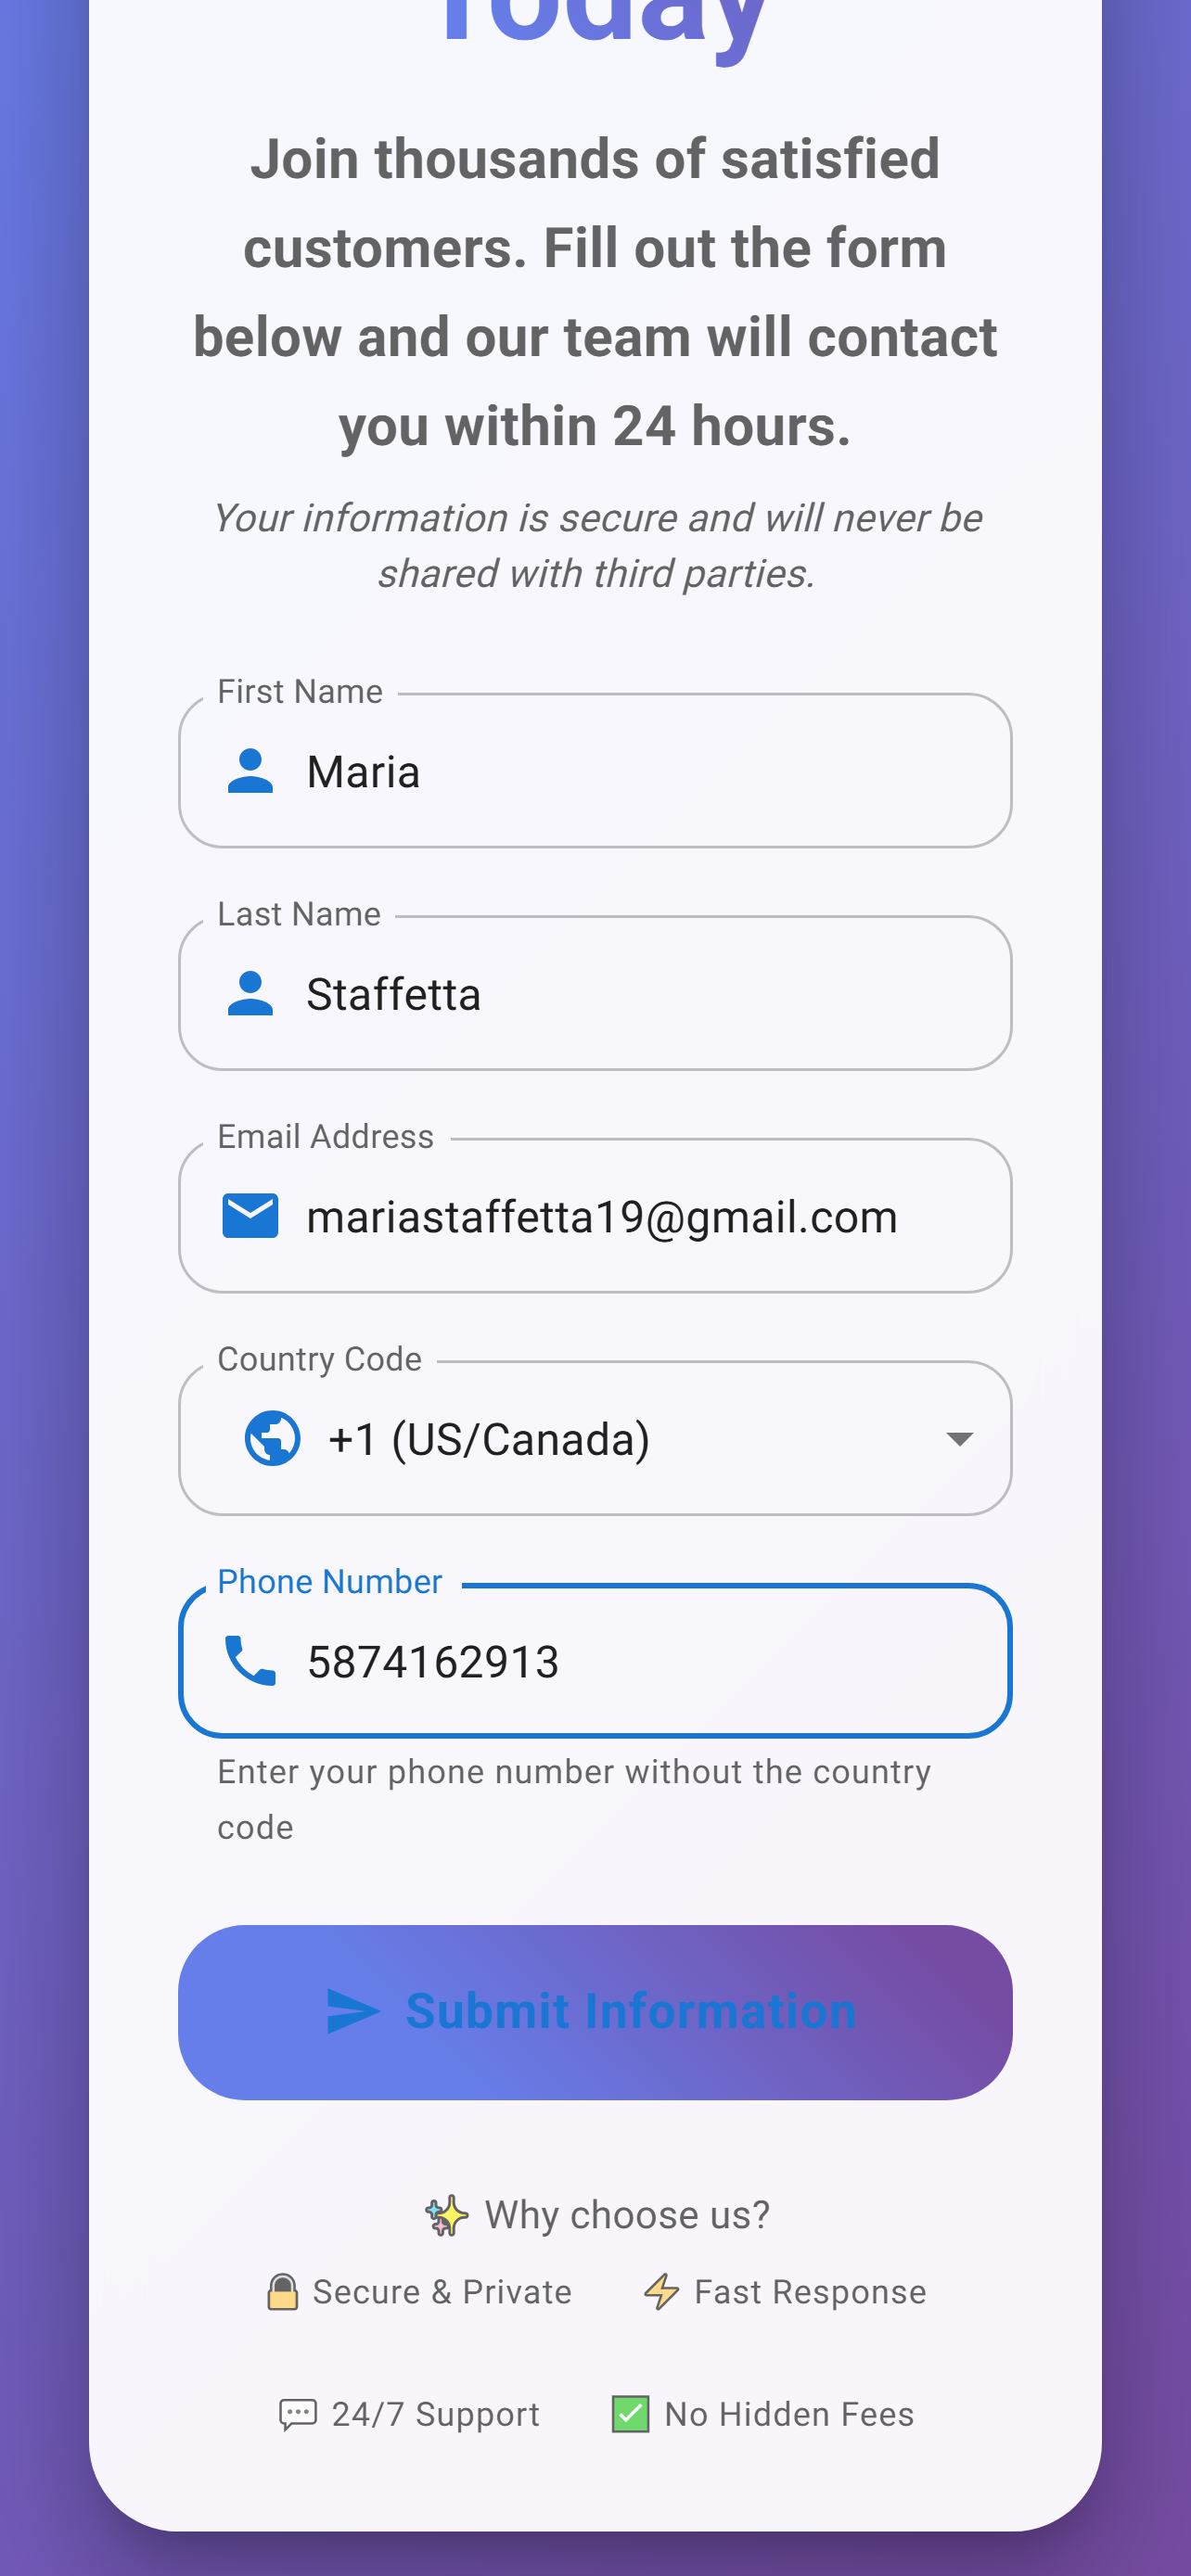 Today
Join thousands of satisfied
customers. Fill out the form
below and our team will contact
you within 24 hours.
Your information is secure and will never be
shared with third parties.
First Name
Maria
Last Name
Staffetta
Email Address
mariastaffetta19@gmail.com
Country Code
+1 (US/Canada)
Phone Number
5874162913
Enter your phone number without the country
code
Submit Information
✨ Why choose us?
🔒 Secure & Private ⚡ Fast Response
💬 24/7 Support ✅ No Hidden Fees